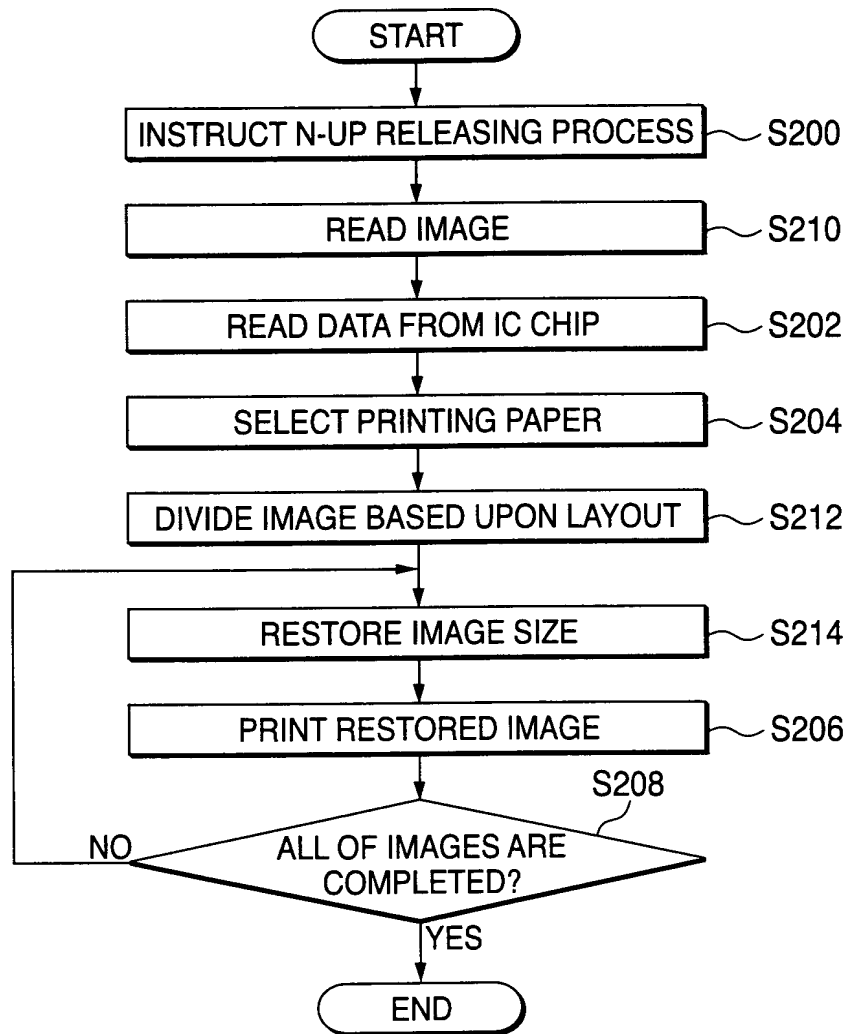 START
INSTRUCT N-UP RELEASING PROCESS
S200
READ IMAGE
S210
READ DATA FROM IC CHIP
S202
SELECT PRINTING PAPER
S204
DIVIDE IMAGE BASED UPON LAYOUT
S212
RESTORE IMAGE SIZE
S214
PRINT RESTORED IMAGE
S206
S208
NO
ALL OF IMAGES ARE
COMPLETED?
YES
END